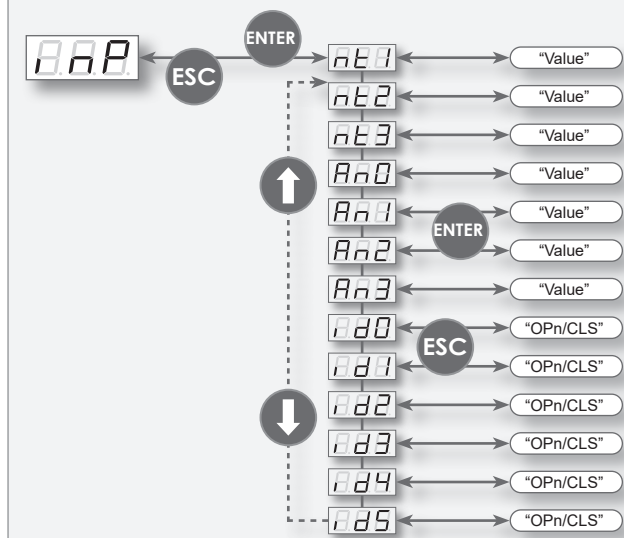 inP
ENTER
ESC
nt1 “Value”
nt2 “Value”
nt3 “Value”
An0 “Value”
An1 “Value”
ENTER
An2 “Value”
An3 “Value”
id0 “OPn/CLS”
ESC
id1 “OPn/CLS”
id2 “OPn/CLS”
id3 “OPn/CLS”
id4 “OPn/CLS”
id5 “OPn/CLS”